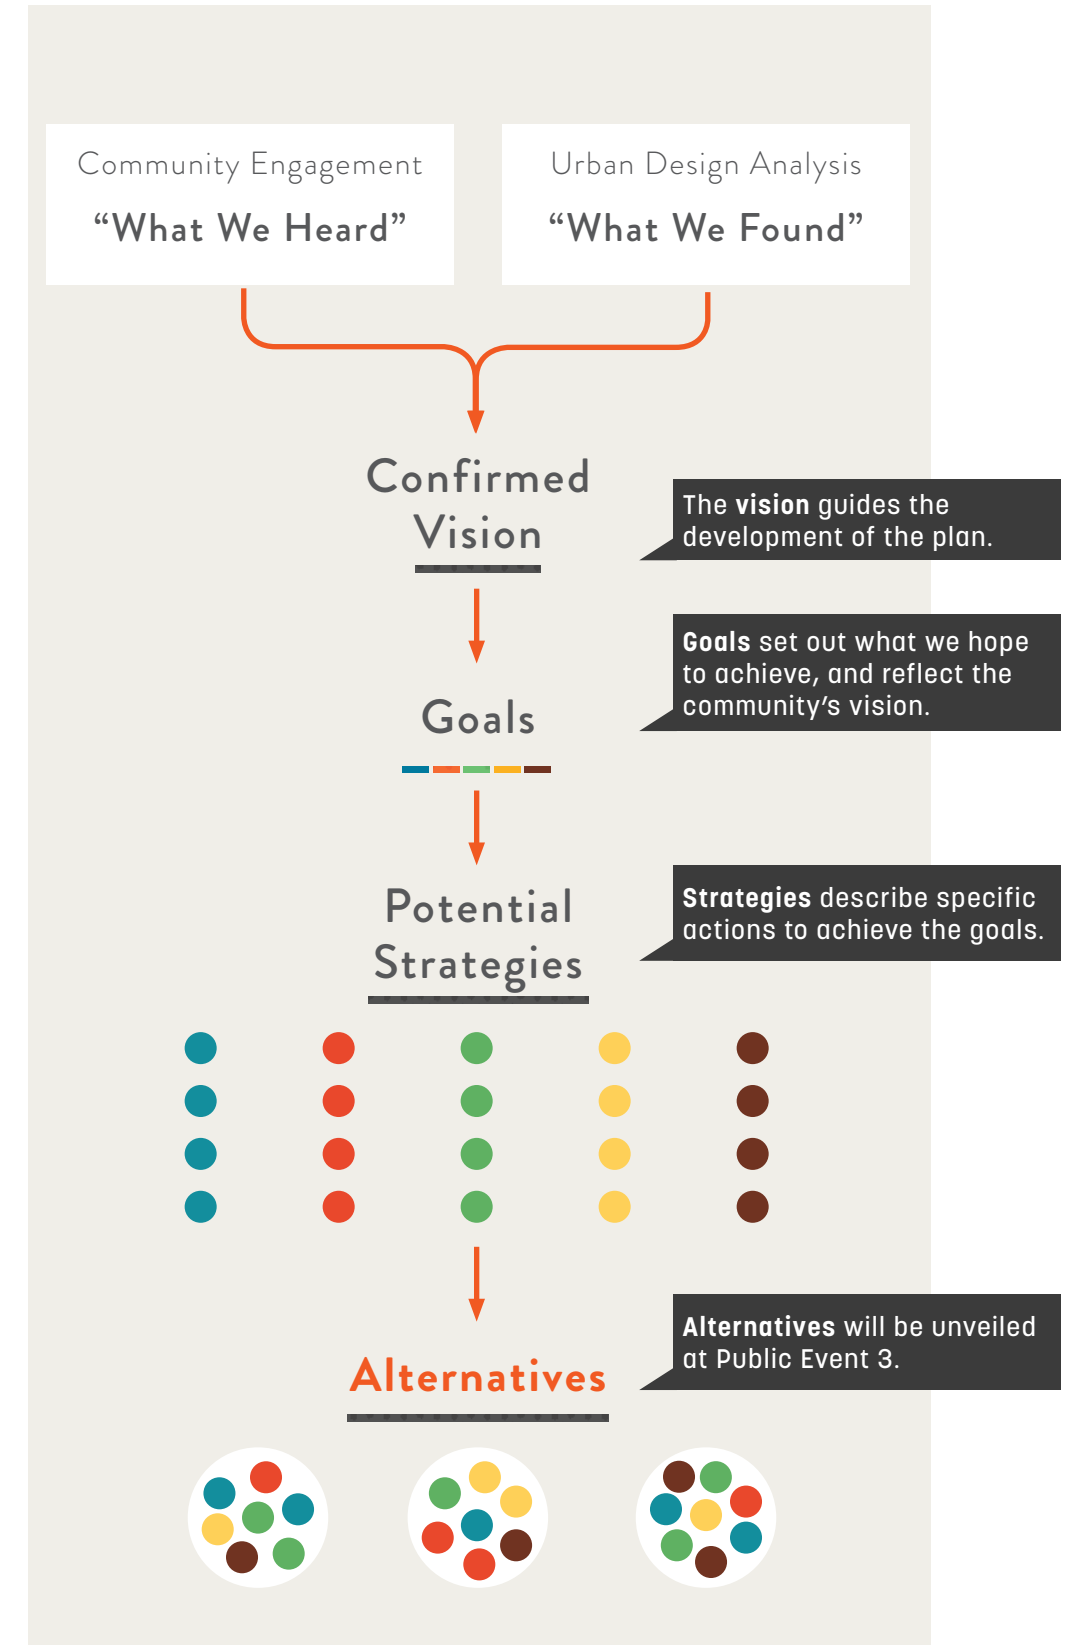 Community Engagement
“What We Heard”
Urban Design Analysis
“What We Found”
Confirmed
Vision
The vision guides the
development of the plan.
Goals
Goals set out what we hope
to achieve, and reflect the
community’s vision.
Potential
Strategies
Strategies describe specific
actions to achieve the goals.
Alternatives
Alternatives will be unveiled
at Public Event 3.